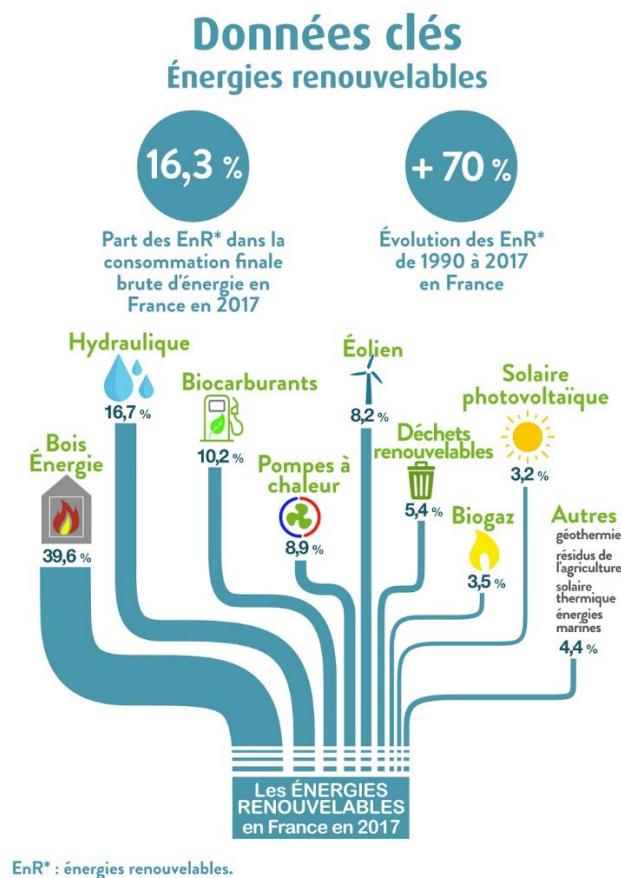 Données clés
Énergies renouvelables
16,3 %
Part des EnR* dans la
consommation finale
brute d'énergie en
France en 2017
+ 70 %
Évolution des EnR*
de 1990 à 2017
en France
Hydraulique
16,7 %
Biocarburants
10,2 %
Éolien
8,2 %
Solaire
photovoltaïque
3,2 %
Bois
Énergie
39,6 %
Pompes à
chaleur
8,9 %
Déchets
renouvelables
5,4 %
Biogaz
3,5 %
Autres
géothermie
résidus de
l'agriculture
solaire
thermique
énergies
marines
4,4 %
Les ÉNERGIES
RENOUVELABLES
en France en 2017
EnR* : énergies renouvelables.